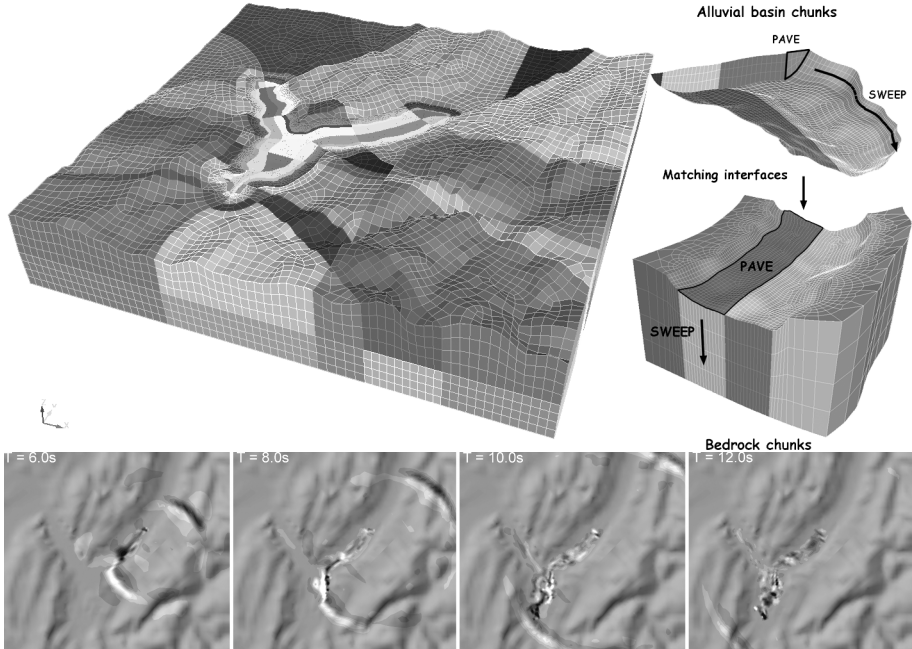 Alluvial basin chunks
PAVE
SWEEP
Matching interfaces
PAVE
SWEEP
Bedrock chunks
T = 6.0s
T = 8.0s
T = 10.0s
T = 12.0s